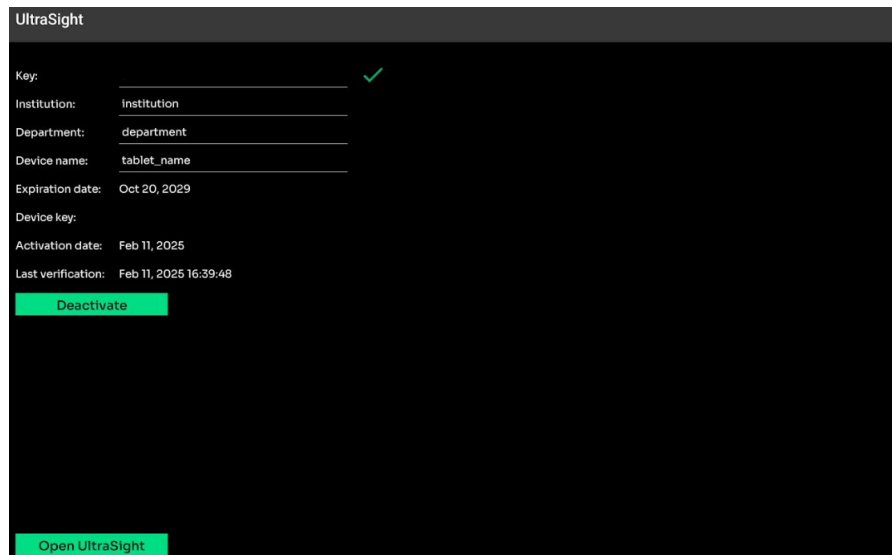 UltraSight
Key:
Institution: institution
Department: department
Device name: tablet_name
Expiration date: Oct 20, 2029
Device key:
Activation date: Feb 11, 2025
Last verification: Feb 11, 2025 16:39:48
Deactivate
Open UltraSight